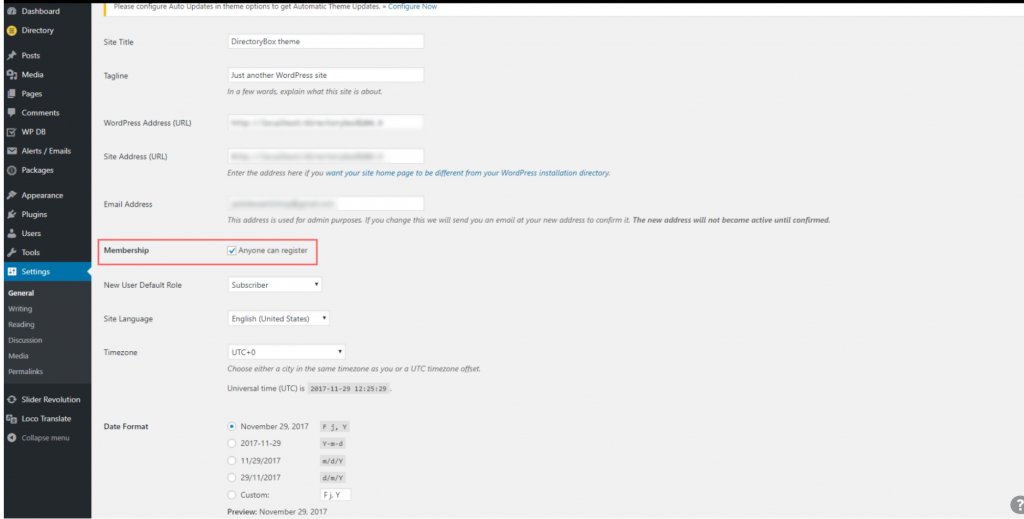 Dashboard
Directory
Posts
Media
Pages
Comments
WP DB
Alerts / Emails
Packages
Appearance
Plugins
Users
Tools
Settings
General
Writing
Reading
Discussion
Media
Permalinks
Slider Revolution
Loco Translate
Collapse menu
Please configure Auto Updates in theme options to get Automatic Theme Updates. » Configure Now
Site Title DirectoryBox theme
Tagline Just another WordPress site
In a few words, explain what this site is about.
WordPress Address (URL)
Site Address (URL)
Enter the address here if you want your site home page to be different from your WordPress installation directory.
Email Address
This address is used for admin purposes. If you change this we will send you an email at your new address to confirm it. The new address will not become active until confirmed.
Membership Anyone can register
New User Default Role Subscriber
Site Language English (United States)
Timezone UTC+0
Choose either a city in the same timezone as you or a UTC timezone offset.
Universal time (UTC) is 2017-11-29 12:25:29 .
Date Format November 29, 2017 F j, Y
2017-11-29 Y-m-d
11/29/2017 m/d/Y
29/11/2017 d/m/Y
Custom: F j, Y
Preview: November 29, 2017
?